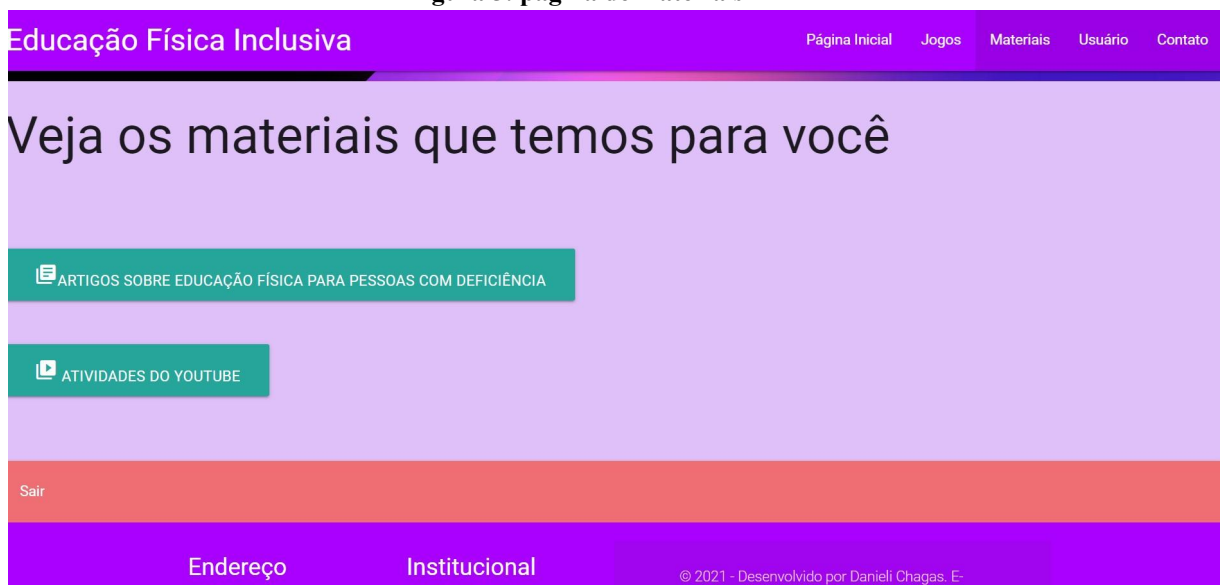 Educação Física Inclusiva
Página Inicial Jogos Materiais Usuário Contato
Veja os materiais que temos para você
ARTIGOS SOBRE EDUCAÇÃO FÍSICA PARA PESSOAS COM DEFICIÊNCIA
ATIVIDADES DO YOUTUBE
Sair
Endereço
Institucional
© 2021 - Desenvolvido por Danieli Chagas. E-